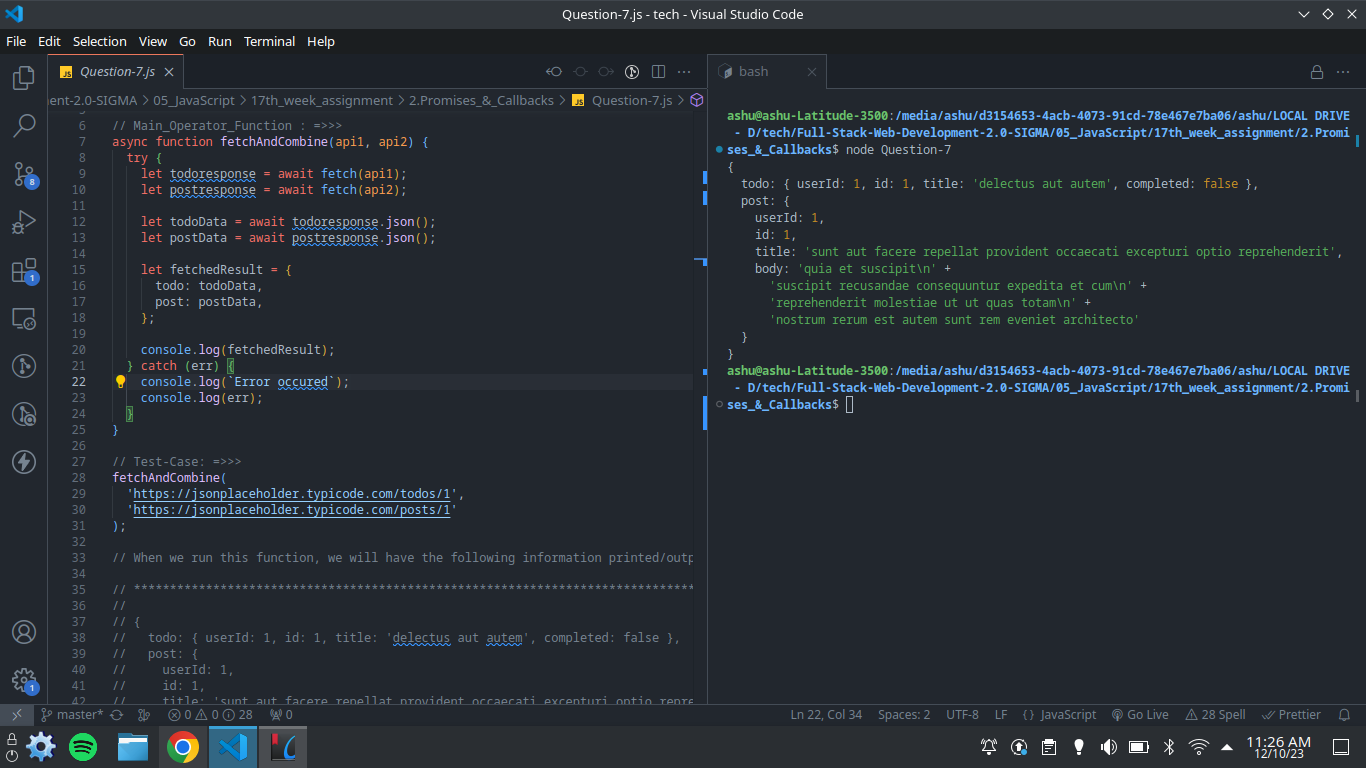 Question-7.js - tech - Visual Studio Code
File Edit Selection View Go Run Terminal Help
Question-7.js
ent-2.0-SIGMA > 05_JavaScript > 17th_week_assignment > 2.Promises_&_Callbacks > JS Question-7.js >
6 // Main_Operator_Function : =>>>
7 async function fetchAndCombine(api1, api2) {
8 try {
9 let todoresponse = await fetch(api1);
10 let postresponse = await fetch(api2);
11
12 let todoData = await todoresponse.json();
13 let postData = await postresponse.json();
14
15 let fetchedResult = {
16 todo: todoData,
17 post: postData,
18 };
19
20 console.log(fetchedResult);
21 } catch (err) {
22 console.log(`Error occured`);
23 console.log(err);
24 }
25 }
26
27 // Test-Case: =>>>
28 fetchAndCombine(
29 'https://jsonplaceholder.typicode.com/todos/1',
30 'https://jsonplaceholder.typicode.com/posts/1'
31 );
32
33 // When we run this function, we will have the following information printed/outp
34
35 // ******************************************************************************
36 //
37 // {
38 // todo: { userId: 1, id: 1, title: 'delectus aut autem', completed: false },
39 // post: {
40 // userId: 1,
41 // id: 1,
42 // title: 'sunt aut facere repellat provident occaecati excepturi optio repre
bash
ashu@ashu-Latitude-3500:/media/ashu/d3154653-4acb-4073-91cd-78e467e7ba06/ashu/LOCAL DRIVE
- D/tech/Full-Stack-Web-Development-2.0-SIGMA/05_JavaScript/17th_week_assignment/2.Promi
ses_&_Callbacks$ node Question-7
{
todo: { userId: 1, id: 1, title: 'delectus aut autem', completed: false },
post: {
userId: 1,
id: 1,
title: 'sunt aut facere repellat provident occaecati excepturi optio reprehenderit',
body: 'quia et suscipit\n' +
'suscipit recusandae consequuntur expedita et cum\n' +
'reprehenderit molestiae ut ut quas totam\n' +
'nostrum rerum est autem sunt rem eveniet architecto'
}
}
ashu@ashu-Latitude-3500:/media/ashu/d3154653-4acb-4073-91cd-78e467e7ba06/ashu/LOCAL DRIVE
- D/tech/Full-Stack-Web-Development-2.0-SIGMA/05_JavaScript/17th_week_assignment/2.Promi
ses_&_Callbacks$
8
1
1
master* 0 0 28 0 Ln 22, Col 34 Spaces: 2 UTF-8 LF {} JavaScript Go Live 28 Spell Prettier
11:26 AM
12/10/23